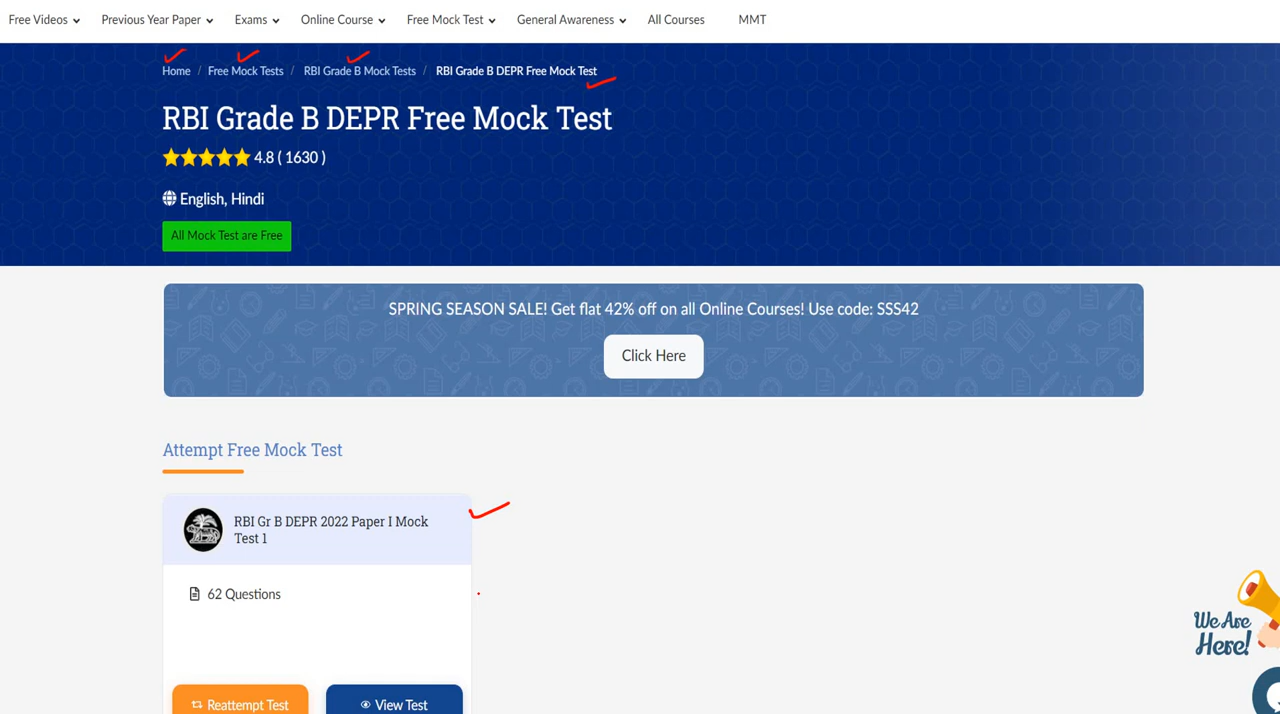 Free Videos Previous Year Paper Exams Online Course Free Mock Test General Awareness All Courses MMT
Home / Free Mock Tests / RBI Grade B Mock Tests / RBI Grade B DEPR Free Mock Test
RBI Grade B DEPR Free Mock Test
4.8 ( 1630 )
English, Hindi
All Mock Test are Free
SPRING SEASON SALE! Get flat 42% off on all Online Courses! Use code: SSS42
Click Here
Attempt Free Mock Test
RBI Gr B DEPR 2022 Paper I Mock
Test 1
62 Questions
We Are
Here!
Reattempt Test View Test